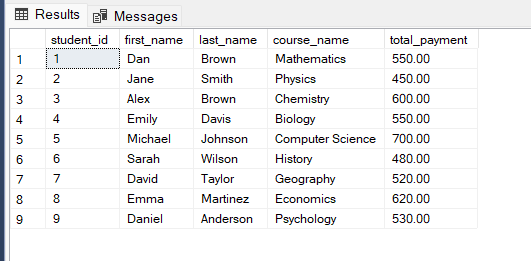 Results Messages
student_id first_name last_name course_name total_payment
1 1 Dan Brown Mathematics 550.00
2 2 Jane Smith Physics 450.00
3 3 Alex Brown Chemistry 600.00
4 4 Emily Davis Biology 550.00
5 5 Michael Johnson Computer Science 700.00
6 6 Sarah Wilson History 480.00
7 7 David Taylor Geography 520.00
8 8 Emma Martinez Economics 620.00
9 9 Daniel Anderson Psychology 530.00